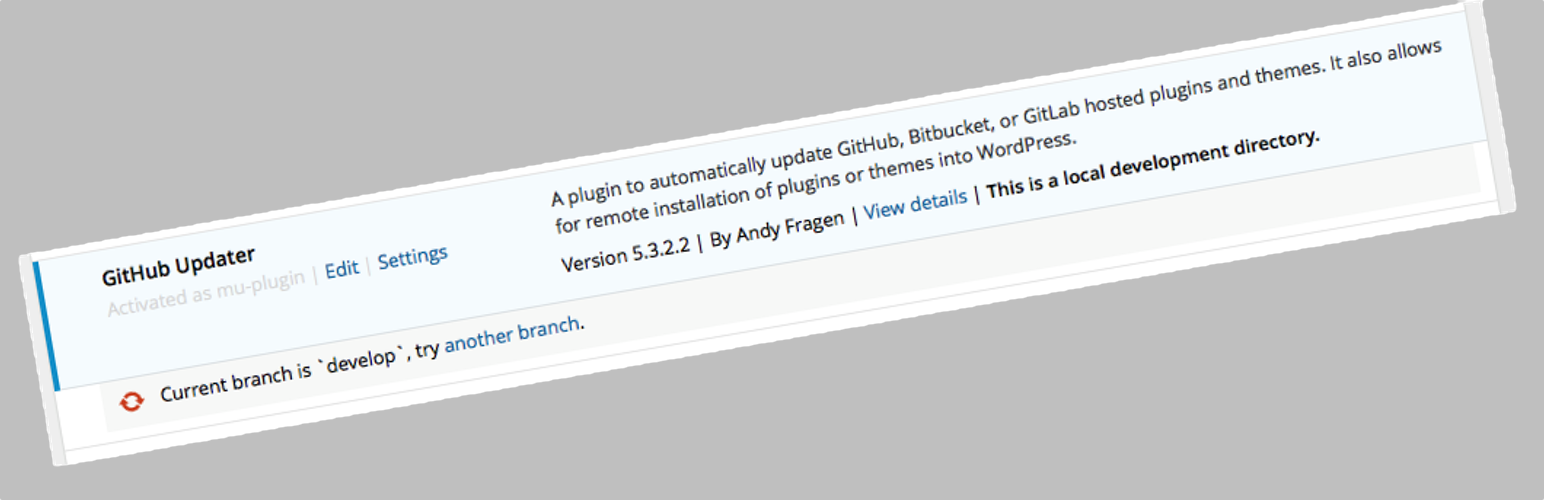 GitHub Updater
Activated as mu-plugin | Edit | Settings
A plugin to automatically update GitHub, Bitbucket, or GitLab hosted plugins and themes. It also allows
for remote installation of plugins or themes into WordPress.
Version 5.3.2.2 | By Andy Fragen | View details | This is a local development directory.
Current branch is `develop`, try another branch.